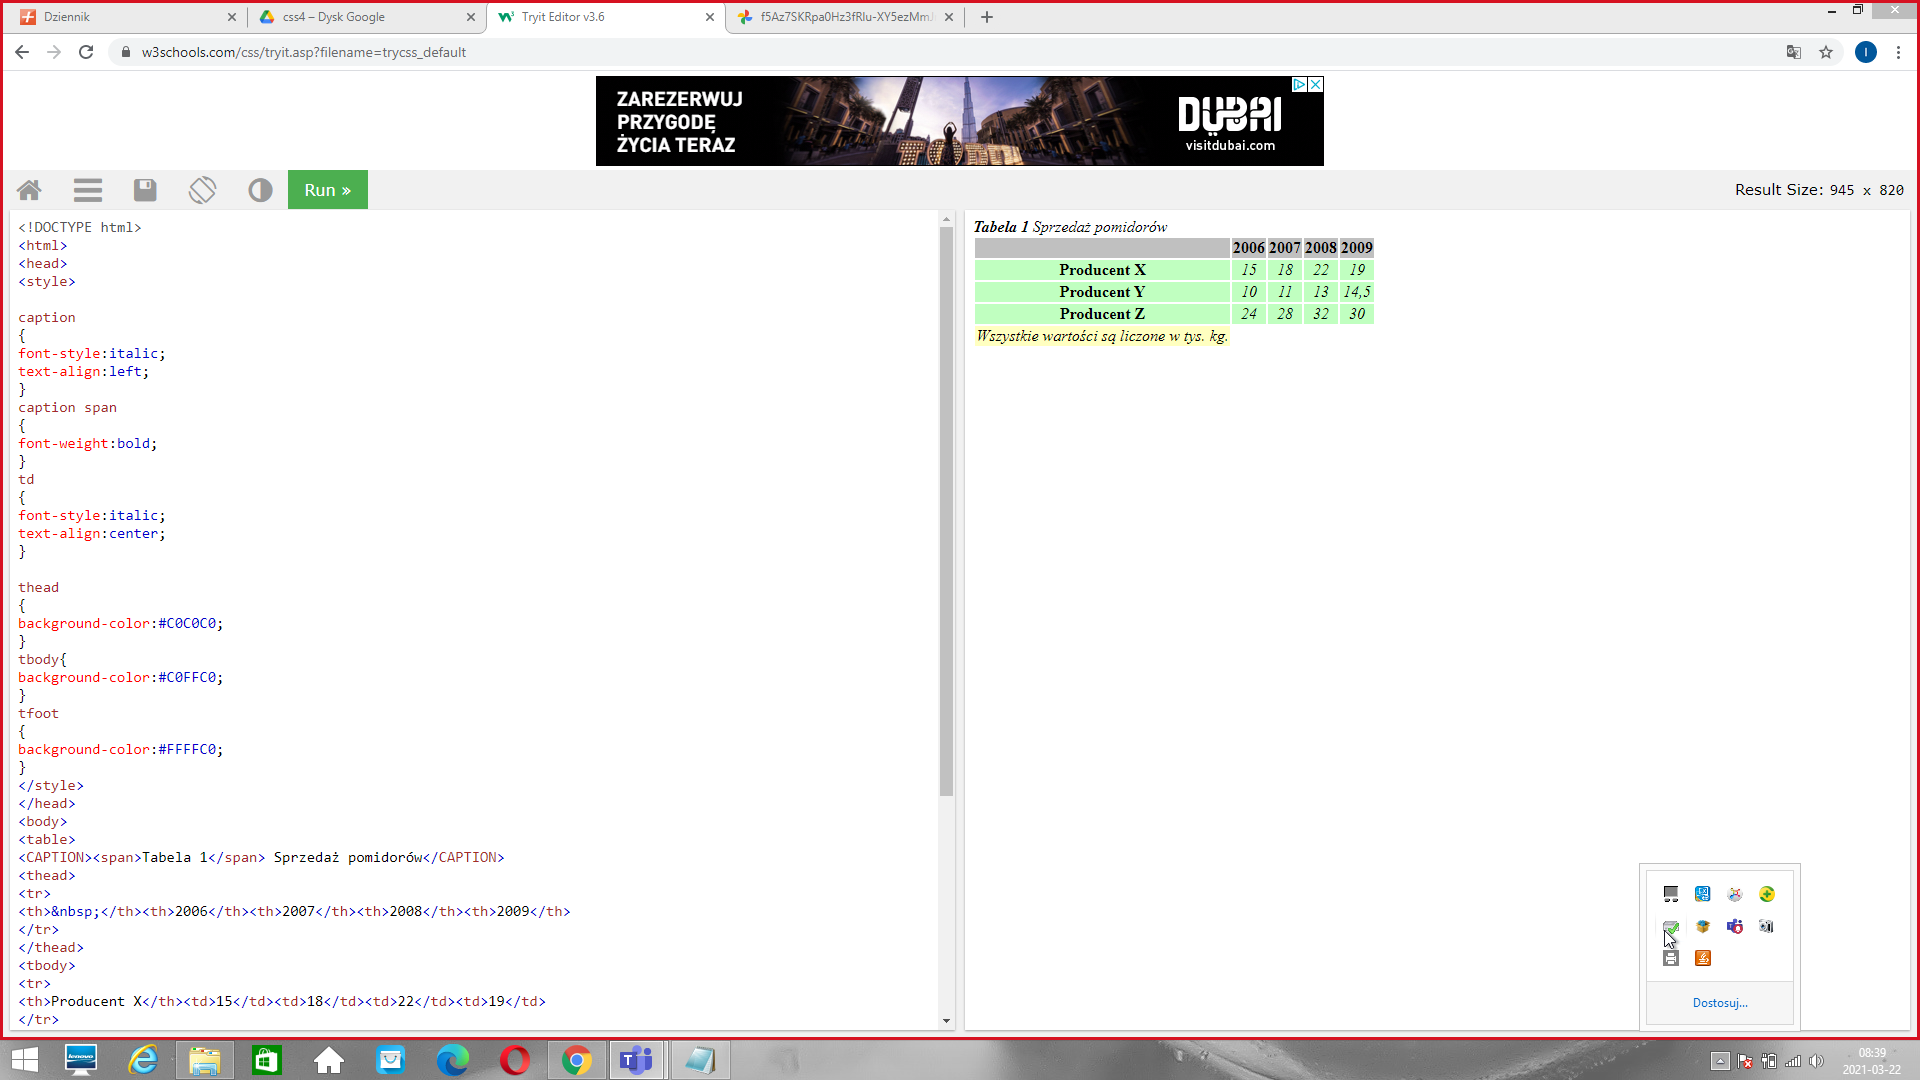 Dziennik
css4 – Dysk Google
Tryit Editor v3.6
w3schools.com/css/tryit.asp?filename=trycss_default
I
ZAREZERWUJ
PRZYGODĘ
ŻYCIA TERAZ
DUBAI
visitdubai.com
Run »
Result Size: 945 x 820
<!DOCTYPE html>
<html>
<head>
<style>
caption
{
font-style:italic;
text-align:left;
}
caption span
{
font-weight:bold;
}
td
{
font-style:italic;
text-align:center;
}
thead
{
background-color:#C0C0C0;
}
tbody{
background-color:#C0FFC0;
}
tfoot
{
background-color:#FFFFC0;
}
</style>
</head>
<body>
<table>
<CAPTION><span>Tabela 1</span> Sprzedaż pomidorów</CAPTION>
<thead>
<tr>
<th>&nbsp;</th><th>2006</th><th>2007</th><th>2008</th><th>2009</th>
</tr>
</thead>
<tbody>
<tr>
<th>Producent X</th><td>15</td><td>18</td><td>22</td><td>19</td>
</tr>
Tabela 1 Sprzedaż pomidorów
2006 2007 2008 2009
Producent X 15 18 22 19
Producent Y 10 11 13 14,5
Producent Z 24 28 32 30
Wszystkie wartości są liczone w tys. kg.
Dostosuj...
lenovo
08:39
2021-03-22